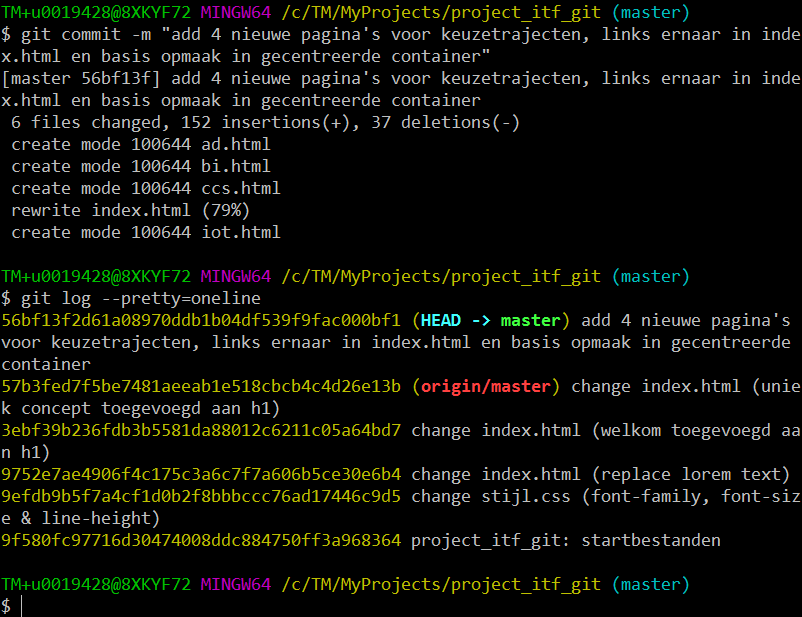 TM+u0019428@8XKYF72 MINGW64 /c/TM/MyProjects/project_itf_git (master)
$ git commit -m "add 4 nieuwe pagina's voor keuzetrajecten, links ernaar in inde
x.html en basis opmaak in gecentreerde container"
[master 56bf13f] add 4 nieuwe pagina's voor keuzetrajecten, links ernaar in inde
x.html en basis opmaak in gecentreerde container
 6 files changed, 152 insertions(+), 37 deletions(-)
 create mode 100644 ad.html
 create mode 100644 bi.html
 create mode 100644 ccs.html
 rewrite index.html (79%)
 create mode 100644 iot.html
TM+u0019428@8XKYF72 MINGW64 /c/TM/MyProjects/project_itf_git (master)
$ git log --pretty=oneline
56bf13f2d61a08970ddb1b04df539f9fac000bf1 (HEAD -> master) add 4 nieuwe pagina's
voor keuzetrajecten, links ernaar in index.html en basis opmaak in gecentreerde
container
57b3fed7f5be7481aeeab1e518cbcb4c4d26e13b (origin/master) change index.html (unie
k concept toegevoegd aan h1)
3ebf39b236fdb3b5581da88012c6211c05a64bd7 change index.html (welkom toegevoegd aa
n h1)
9752e7ae4906f4c175c3a6c7f7a606b5ce30e6b4 change index.html (replace lorem text)
9efdb9b5f7a4cf1d0b2f8bbbccc76ad17446c9d5 change stijl.css (font-family, font-siz
e & line-height)
9f580fc97716d30474008ddc884750ff3a968364 project_itf_git: startbestanden
TM+u0019428@8XKYF72 MINGW64 /c/TM/MyProjects/project_itf_git (master)
$